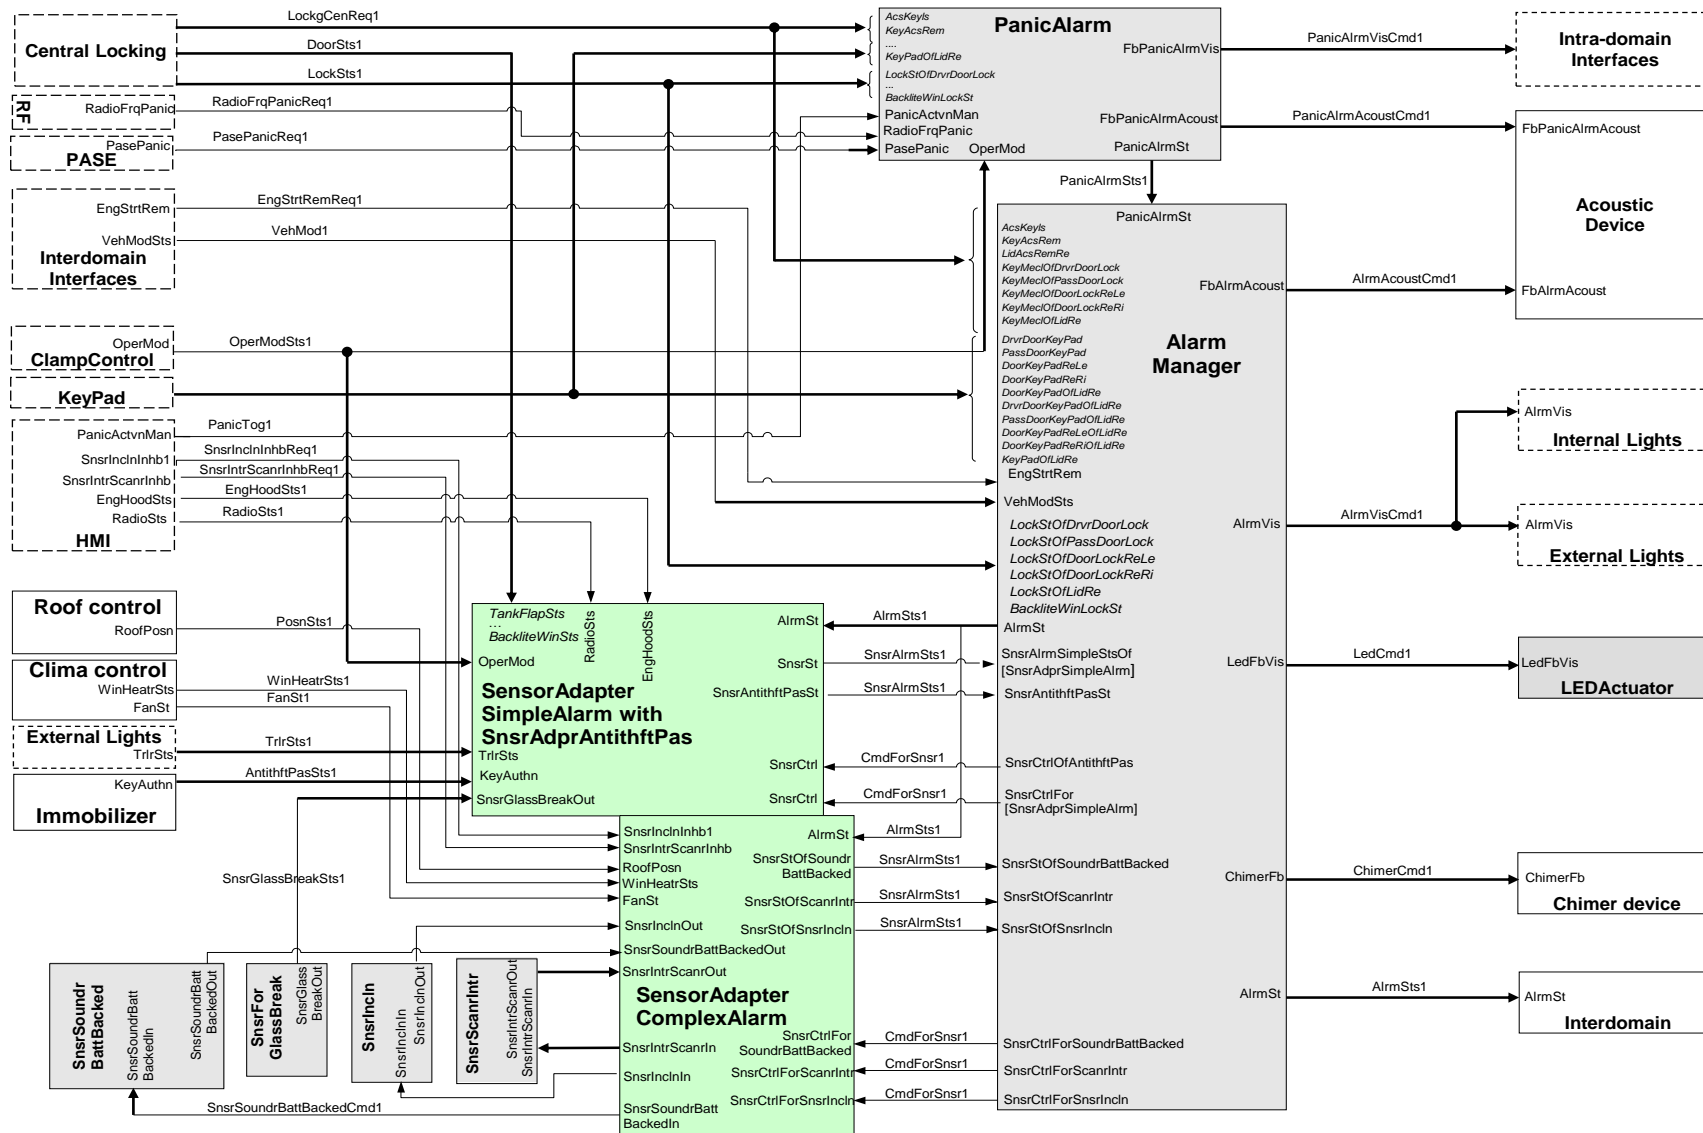 Central Locking
LockgCenReq1
DoorSts1
LockSts1
RF
RadioFrqPanic
RadioFrqPanicReq1
PasePanic
PASE
PasePanicReq1
EngStrtRem
VehModSts
Interdomain
Interfaces
EngStrtRemReq1
VehMod1
OperMod
ClampControl
OperModSts1
KeyPad
PanicActvnMan
SnsrInclnInhb1
SnsrIntrScanrInhb
EngHoodSts
RadioSts
HMI
PanicTog1
SnsrInclnInhbReq1
SnsrIntrScanrInhbReq1
EngHoodSts1
RadioSts1
Roof control
RoofPosn
PosnSts1
Clima control
WinHeatrSts
FanSt
WinHeatrSts1
FanSt1
External Lights
TrlrSts
TrlrSts1
KeyAuthn
Immobilizer
AntithftPasSts1
SnsrGlassBreakSts1
AcsKeyls
KeyAcsRem
....
KeyPadOfLidRe
LockStOfDrvrDoorLock
...
BackliteWinLockSt
PanicActvnMan
RadioFrqPanic
PasePanic
OperMod
PanicAlarm
FbPanicAlrmVis
FbPanicAlrmAcoust
PanicAlrmSt
PanicAlrmVisCmd1
PanicAlrmAcoustCmd1
PanicAlrmSts1
Intra-domain
Interfaces
FbPanicAlrmAcoust
Acoustic
Device
FbAlrmAcoust
PanicAlrmSt
AcsKeyls
KeyAcsRem
LidAcsRemRe
KeyMeclOfDrvrDoorLock
KeyMeclOfPassDoorLock
KeyMeclOfDoorLockReLe
KeyMeclOfDoorLockReRi
KeyMeclOfLidRe
DrvrDoorKeyPad
PassDoorKeyPad
DoorKeyPadReLe
DoorKeyPadReRi
DoorKeyPadOfLidRe
DrvrDoorKeyPadOfLidRe
PassDoorKeyPadOfLidRe
DoorKeyPadReLeOfLidRe
DoorKeyPadReRiOfLidRe
KeyPadOfLidRe
EngStrtRem
VehModSts
LockStOfDrvrDoorLock
LockStOfPassDoorLock
LockStOfDoorLockReLe
LockStOfDoorLockReRi
LockStOfLidRe
BackliteWinLockSt
AlrmSt
SnsrAlrmSimpleStsOf
[SnsrAdprSimpleAlrm]
SnsrAntithftPasSt
SnsrCtrlOfAntithftPas
SnsrCtrlFor
[SnsrAdprSimpleAlrm]
SnsrStOfSoundrBattBacked
SnsrStOfScanrIntr
SnsrStOfSnsrIncln
SnsrCtrlForSoundrBattBacked
SnsrCtrlForScanrIntr
SnsrCtrlForSnsrIncln
Alarm
Manager
FbAlrmAcoust
AlrmVis
LedFbVis
ChimerFb
AlrmSt
AlrmAcoustCmd1
AlrmVisCmd1
LedCmd1
ChimerCmd1
AlrmSts1
AlrmVis
Internal Lights
AlrmVis
External Lights
LedFbVis
LEDActuator
ChimerFb
Chimer device
AlrmSt
Interdomain
TankFlapSts
...
BackliteWinSts
RadioSts
EngHoodSts
OperMod
SensorAdapter
SimpleAlarm with
SnsrAdprAntithftPas
TrlrSts
KeyAuthn
SnsrGlassBreakOut
AlrmSt
SnsrSt
SnsrAntithftPasSt
SnsrCtrl
SnsrCtrl
AlrmSts1
SnsrAlrmSts1
SnsrAlrmSts1
CmdForSnsr1
CmdForSnsr1
AlrmSts1
SnsrAlrmSts1
SnsrAlrmSts1
SnsrAlrmSts1
CmdForSnsr1
CmdForSnsr1
CmdForSnsr1
SnsrInclnInhb1
SnsrIntrScanrInhb
RoofPosn
WinHeatrSts
FanSt
SnsrInclnOut
SnsrSoundrBattBackedOut
SnsrIntrScanrOut
SensorAdapter
ComplexAlarm
SnsrIntrScanrIn
SnsrInclnIn
SnsrSoundrBatt
BackedIn
AlrmSt
SnsrStOfSoundr
BattBacked
SnsrStOfScanrIntr
SnsrStOfSnsrIncln
SnsrCtrlFor
SoundrBattBacked
SnsrCtrlForScanrIntr
SnsrCtrlForSnsrIncln
SnsrSoundr
BattBacked
SnsrSoundrBatt
BackedIn
SnsrSoundrBatt
BackedOut
SnsrFor
GlassBreak
SnsrGlass
BreakOut
SnsrIncln
SnsrInclnIn
SnsrInclnOut
SnsrScanrIntr
SnsrIntrScanrOut
SnsrIntrScanrIn
SnsrSoundrBattBackedCmd1